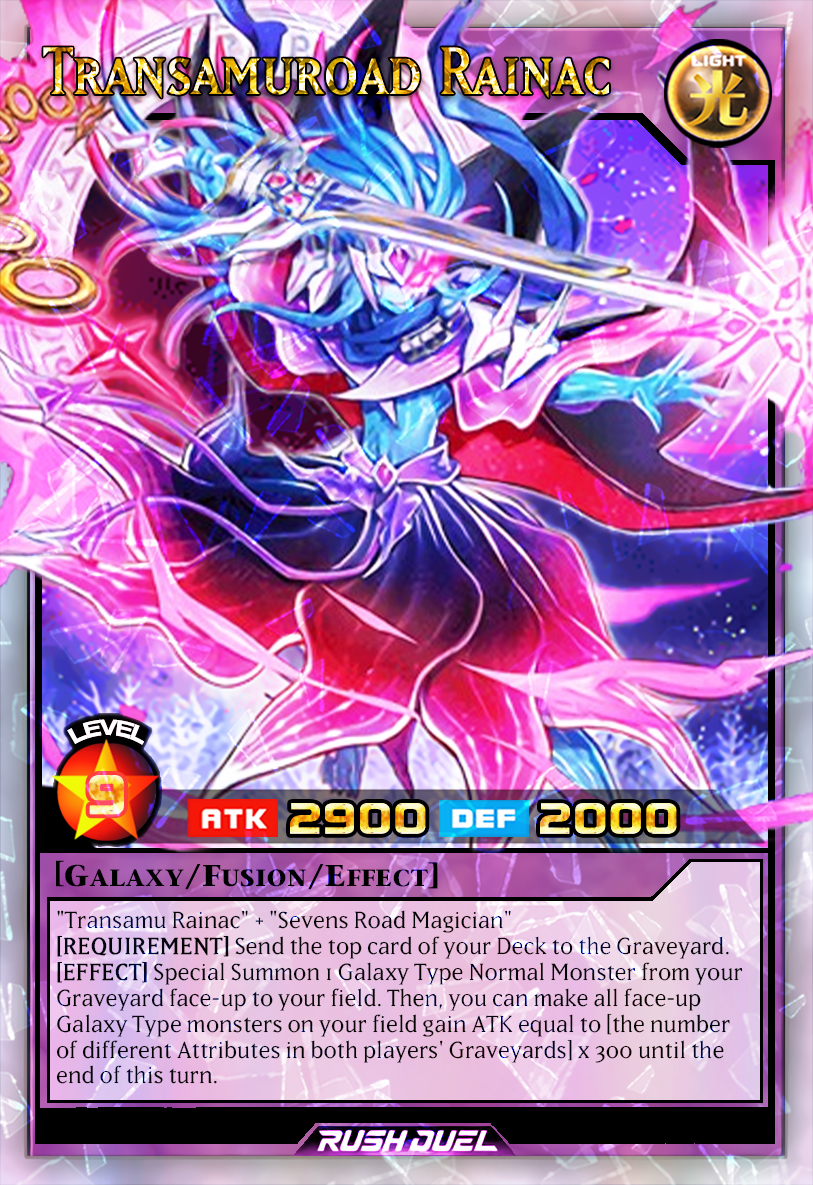 Transamuroad Rainac
LIGHT
光
LEVEL
9
ATK 2900 DEF 2000
[Galaxy/Fusion/Effect]
"Transamu Rainac" + "Sevens Road Magician"
[REQUIREMENT] Send the top card of your Deck to the Graveyard.
[EFFECT] Special Summon 1 Galaxy Type Normal Monster from your
Graveyard face-up to your field. Then, you can make all face-up
Galaxy Type monsters on your field gain ATK equal to [the number
of different Attributes in both players' Graveyards] x 300 until the
end of this turn.
RUSH DUEL